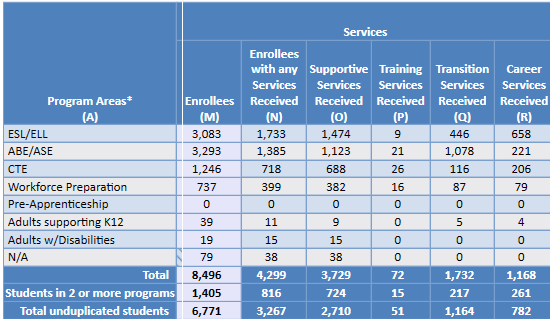 Services
Program Areas*
(A)
Enrollees
(M)
Enrollees
with any
Services
Received
(N)
Supportive
Services
Received
(O)
Training
Services
Received
(P)
Transition
Services
Received
(Q)
Career
Services
Received
(R)
ESL/ELL 3,083 1,733 1,474 9 446 658
ABE/ASE 3,293 1,385 1,123 21 1,078 221
CTE 1,246 718 688 26 116 206
Workforce Preparation 737 399 382 16 87 79
Pre-Apprenticeship 0 0 0 0 0 0
Adults supporting K12 39 11 9 0 5 4
Adults w/Disabilities 19 15 15 0 0 0
N/A 79 38 38 0 0 0
Total 8,496 4,299 3,729 72 1,732 1,168
Students in 2 or more programs 1,405 816 724 15 217 261
Total unduplicated students 6,771 3,267 2,710 51 1,164 782